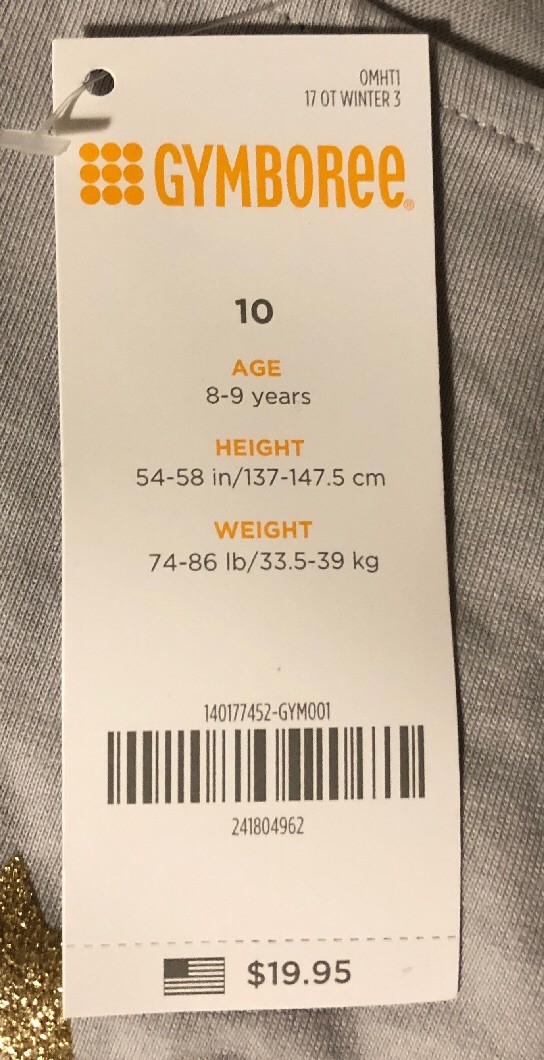 OMHT1
17 OT WINTER 3
GYMBOREE®
10
AGE
8-9 years
HEIGHT
54-58 in/137-147.5 cm
WEIGHT
74-86 lb/33.5-39 kg
140177452-GYM001
241804962
$19.95